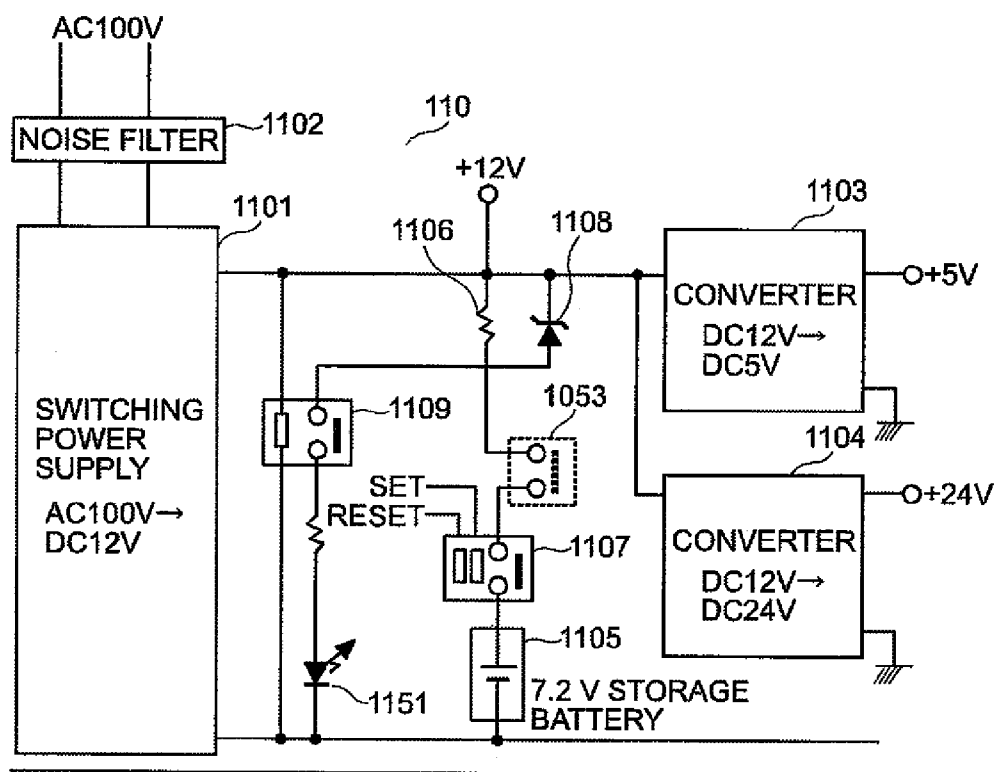 AC100V
NOISE FILTER
1102
110
+12V
1101
1106
1108
1103
CONVERTER
DC12V→
DC5V
+5V
SWITCHING
POWER
SUPPLY
AC100V→
DC12V
1109
1053
1104
SET
RESET
1107
CONVERTER
DC12V→
DC24V
+24V
1105
1151
7.2 V STORAGE
BATTERY